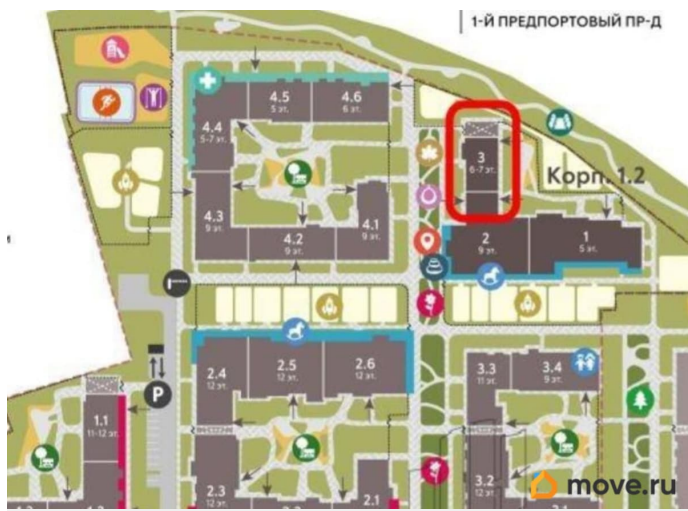 1-Й ПРЕДПОРТОВЫЙ ПР-Д
4.5
5 эт.
4.6
6 эт.
4.4
5-7 эт.
3
6-7 эт.
Корп. 1.2
4.3
9 эт.
4.2
9 эт.
4.1
9 эт.
2
9 эт.
1
5 эт.
2.4
12 эт.
2.5
12 эт.
2.6
12 эт.
3.3
11 эт.
3.4
9 эт.
P
1.1
11-12 эт.
2.3
12 эт.
2.1
3.2
12 эт.
move.ru